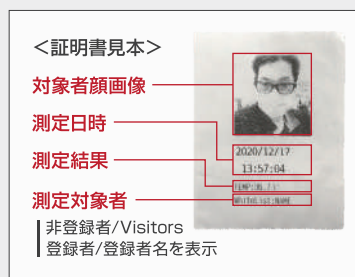 ＜証明書見本＞
対象者顔画像
測定日時
測定結果
測定対象者
非登録者/Visitors
登録者/登録者名を表示
2020/12/17
13:57:04
WhiteList:NAME